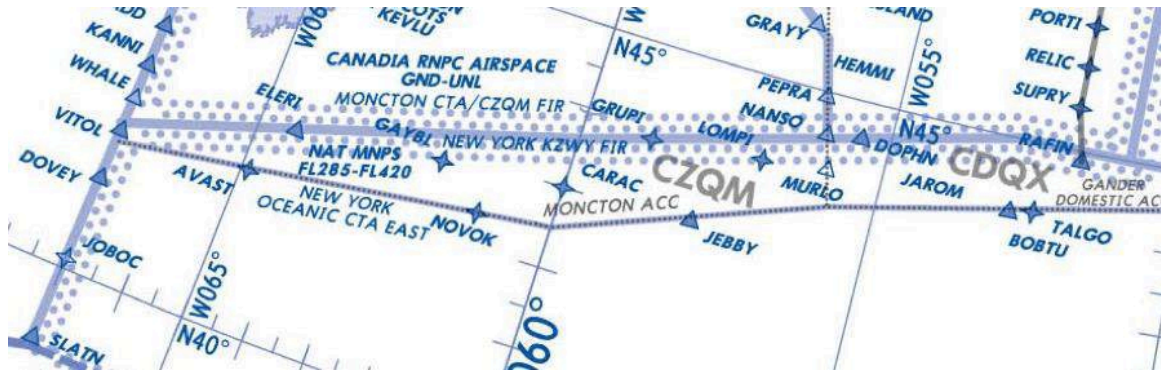 KEVLU
GRAYY
PORTI
KANNI
N45°
HEMMI
RELIC
W055°
WHALE
CANADIA RNPC AIRSPACE
GND-UNL
MONCTON CTA/CZQM FIR
ELERI
PEPRA
SUPRY
GRUPI
NANSO
VITOL
GAYBL
NEW YORK KZWY FIR
LOMPI
N45°
RAFIN
DOPHN
NAT MNPS
FL285-FL420
DOVEY
AVAST
CARAC
CZQM
MURLO
JAROM
CDQX
GANDER
NEW YORK
OCEANIC CTA EAST
NOVOK
MONCTON ACC
JEBBY
TALGO
BOBTU
JOBOC
W065°
N40°
SLATN